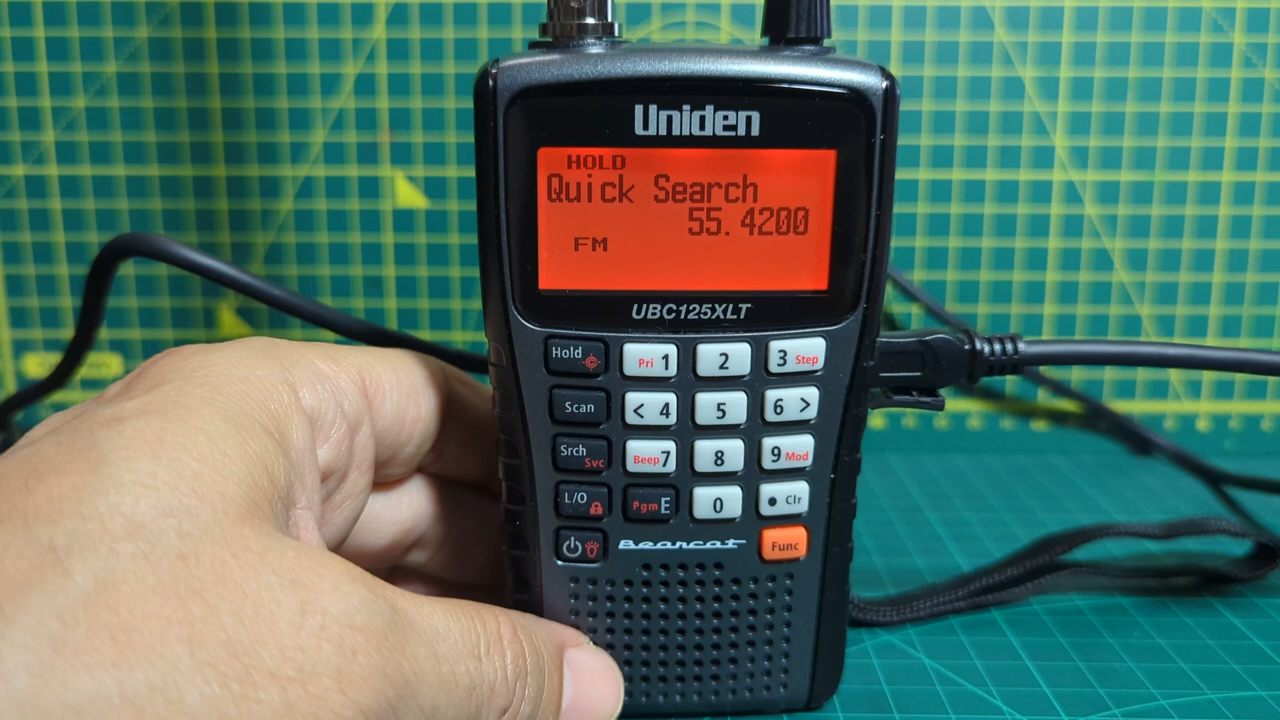 Uniden
HOLD
Quick Search
55.4200
FM
UBC125XLT
Hold Pri 1 2 3 Step
Scan < 4 5 6 >
Srch Svc Beep 7 8 9 Mod
L/O Pgm E 0 • Clr
Bearcat Func